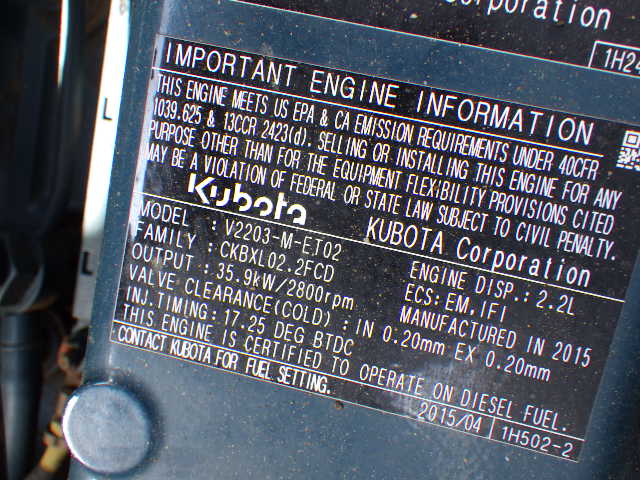 Corporation
1H24
IMPORTANT ENGINE INFORMATION
THIS ENGINE MEETS US EPA & CA EMISSION REQUIREMENTS UNDER 40CFR
1039.625 & 13CCR 2423(d). SELLING OR INSTALLING THIS ENGINE FOR ANY
PURPOSE OTHER THAN FOR THE EQUIPMENT FLEXIBILITY PROVISIONS CITED
MAY BE A VIOLATION OF FEDERAL OR STATE LAW SUBJECT TO CIVIL PENALTY.
Kubota KUBOTA Corporation
MODEL : V2203-M-ET02 ENGINE DISP.: 2.2L
FAMILY : CKBXL02.2FCD ECS: EM, IFI
OUTPUT : 35.9kW/2800rpm MANUFACTURED IN 2015
VALVE CLEARANCE(COLD) : IN 0.20mm EX 0.20mm
INJ.TIMING: 17.25 DEG BTDC
THIS ENGINE IS CERTIFIED TO OPERATE ON DIESEL FUEL.
CONTACT KUBOTA FOR FUEL SETTING.
2015/04 1H502-2
L
L